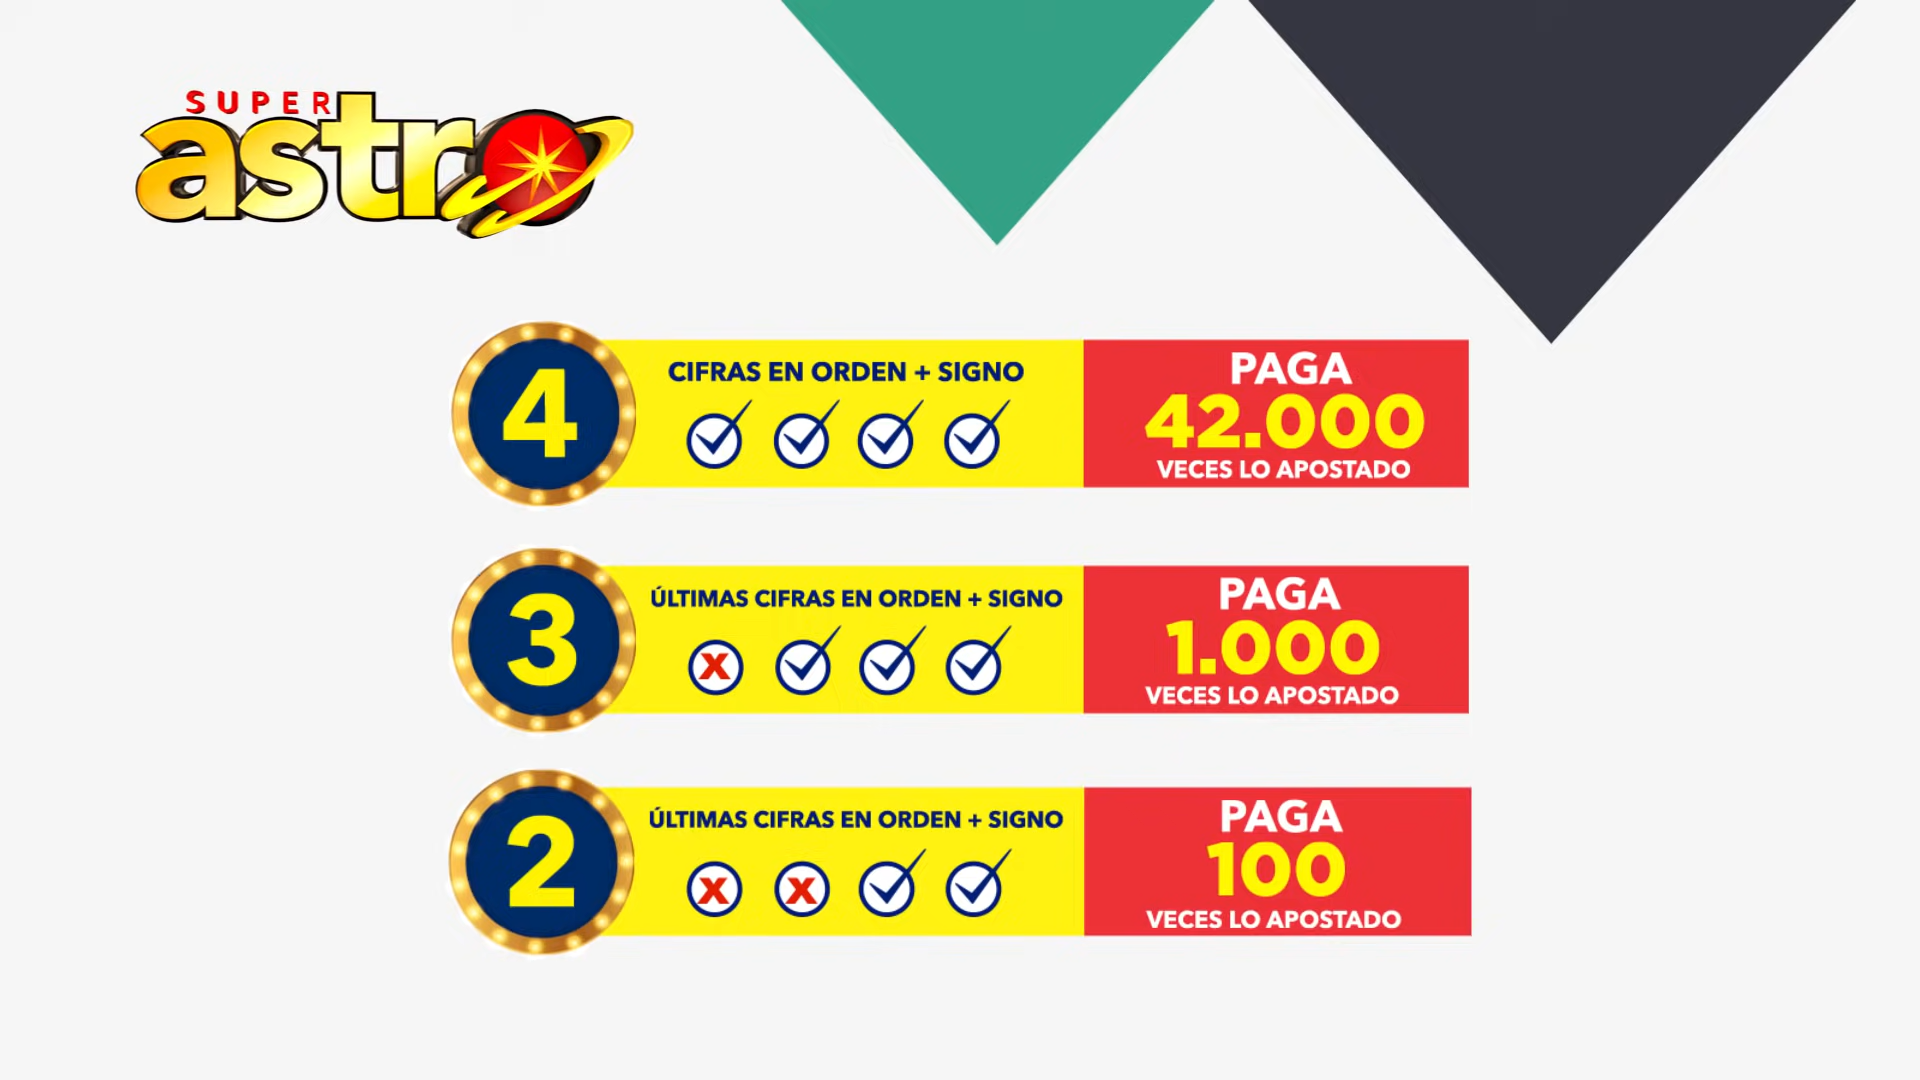 SUPER
astro
4
CIFRAS EN ORDEN + SIGNO
PAGA
42.000
VECES LO APOSTADO
3
ÚLTIMAS CIFRAS EN ORDEN + SIGNO
X
PAGA
1.000
VECES LO APOSTADO
2
ÚLTIMAS CIFRAS EN ORDEN + SIGNO
X X
PAGA
100
VECES LO APOSTADO